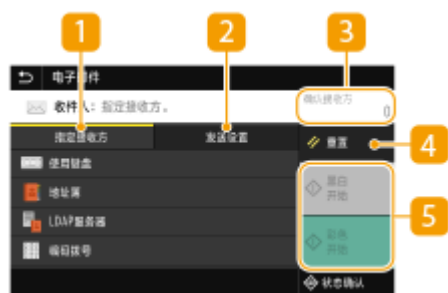 1
2
3
电子邮件
收件人：指定接收方。
确认接收方
0
指定接收方
发送设置
重置
4
使用键盘
地址簿
黑白
开始
LDAP服务器
5
彩色
开始
编码拨号
状态确认